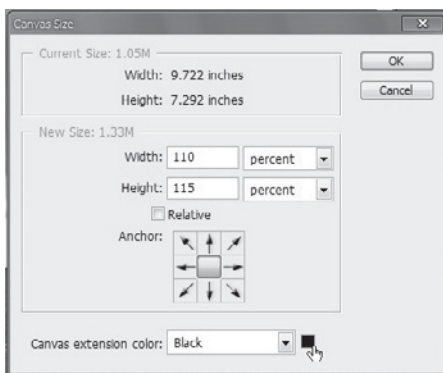 Canvas Size
Current Size: 1.05M
Width: 9.722 inches
Height: 7.292 inches
OK
Cancel
New Size: 1.33M
Width: 110 percent
Height: 115 percent
Relative
Anchor:
Canvas extension color: Black